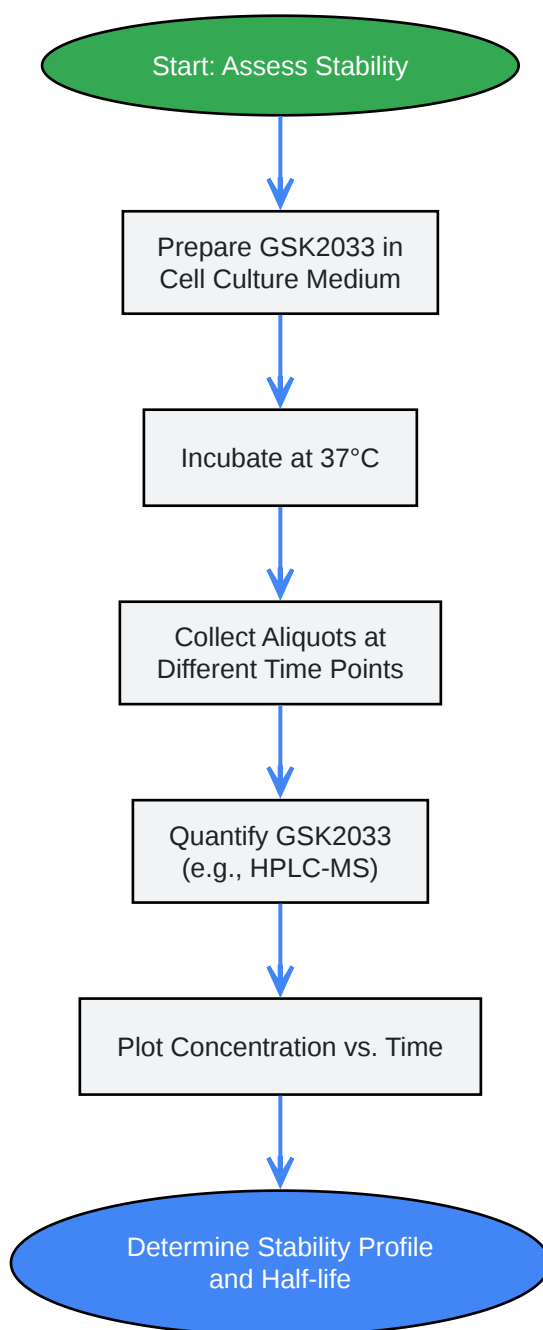 Start: Assess Stability
Prepare GSK2033 in
Cell Culture Medium
Incubate at 37°C
Collect Aliquots at
Different Time Points
Quantify GSK2033
(e.g., HPLC-MS)
Plot Concentration vs. Time
Determine Stability Profile
and Half-life